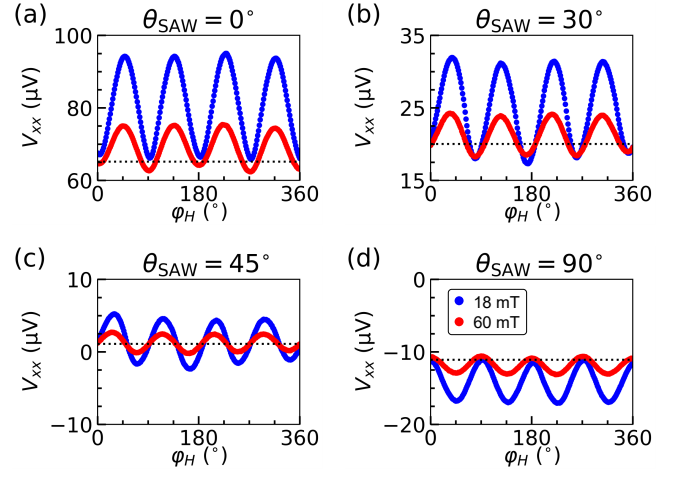 (a) θSAW = 0° (b) θSAW = 30°
100 35
Vxx (μV) 80 Vxx (μV) 25
60 15
0 180 360 0 180 360
φH (°) φH (°)
(c) θSAW = 45° (d) θSAW = 90°
10 0
18 mT
60 mT
Vxx (μV) 0 Vxx (μV) −10
−10 −20
0 180 360 0 180 360
φH (°) φH (°)